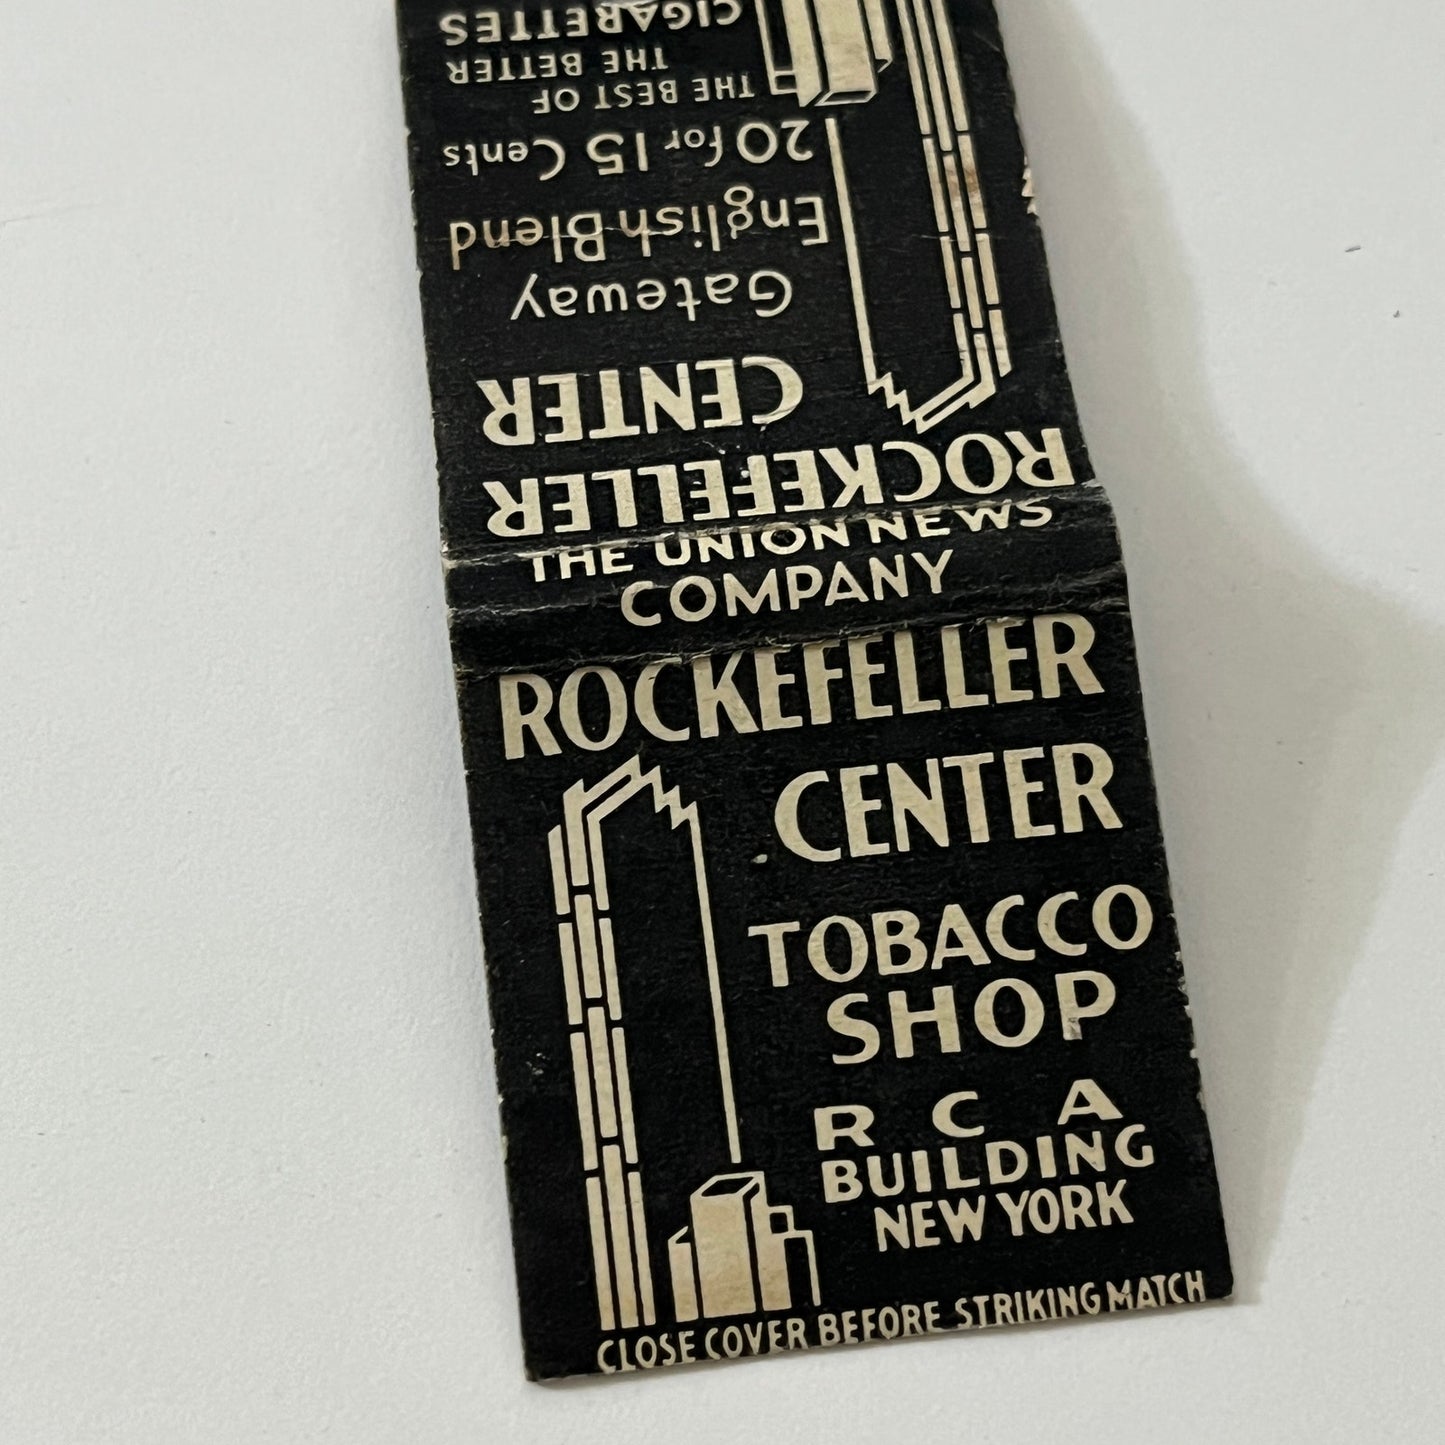 ROCKEFELLER
CENTER
Gateway
English Blend
20 for 15 Cents
THE BEST OF
THE BETTER
CIGARETTES
THE UNION NEWS
COMPANY
ROCKEFELLER
CENTER
TOBACCO
SHOP
R C A
BUILDING
NEW YORK
CLOSE COVER BEFORE STRIKING MATCH